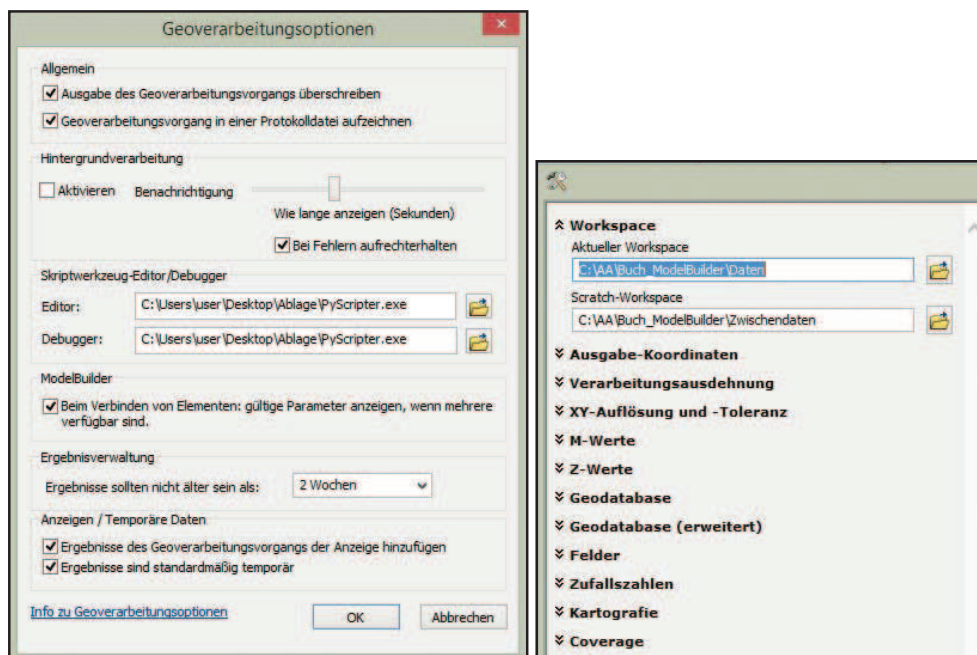 Geoverarbeitungsoptionen
Allgemein
Ausgabe des Geoverarbeitungsvorgangs überschreiben
Geoverarbeitungsvorgang in einer Protokolldatei aufzeichnen
Hintergrundverarbeitung
Aktivieren Benachrichtigung
Wie lange anzeigen (Sekunden)
Bei Fehlern aufrechterhalten
Skriptwerkzeug-Editor/Debugger
Editor: C:\Users\user\Desktop\Ablage\PyScripter.exe
Debugger: C:\Users\user\Desktop\Ablage\PyScripter.exe
ModelBuilder
Beim Verbinden von Elementen: gültige Parameter anzeigen, wenn mehrere
verfügbar sind.
Ergebnisverwaltung
Ergebnisse sollten nicht älter sein als: 2 Wochen
Anzeigen / Temporäre Daten
Ergebnisse des Geoverarbeitungsvorgangs der Anzeige hinzufügen
Ergebnisse sind standardmäßig temporär
Info zu Geoverarbeitungsoptionen OK Abbrechen
Workspace
Aktueller Workspace
C:\AA\Buch_ModelBuilder\Daten
Scratch-Workspace
C:\AA\Buch_ModelBuilder\Zwischendaten
Ausgabe-Koordinaten
Verarbeitungsausdehnung
XY-Auflösung und -Toleranz
M-Werte
Z-Werte
Geodatabase
Geodatabase (erweitert)
Felder
Zufallszahlen
Kartografie
Coverage